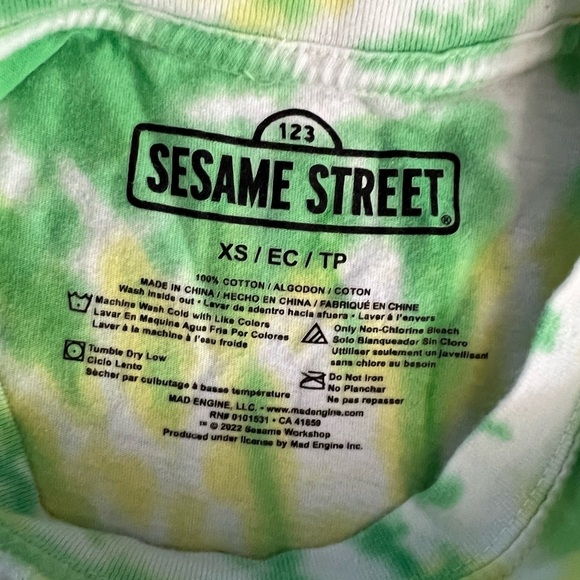 123
SESAME STREET®
XS / EC / TP
100% COTTON / ALGODON / COTON
MADE IN CHINA / HECHO EN CHINA / FABRIQUÉ EN CHINE
Wash inside out • Lavar de adentro hacia afuera • Laver à l'envers
Machine Wash Cold with Like Colors
Lavar En Maquina Agua Fria Por Colores
Laver à la machine à l'eau froide
Only Non-Chlorine Bleach
Solo Blanqueador Sin Cloro
Utiliser seulement un javellisant
sans chlore au besoin
Tumble Dry Low
Ciclo Lento
Sècher par culbutage à basse température
Do Not Iron
No Planchar
Ne pas repasser
MAD ENGINE, LLC. • www.madengine.com
RN# 0101531 • CA 41859
™ © 2022 Sesame Workshop
Produced under license by Mad Engine Inc.